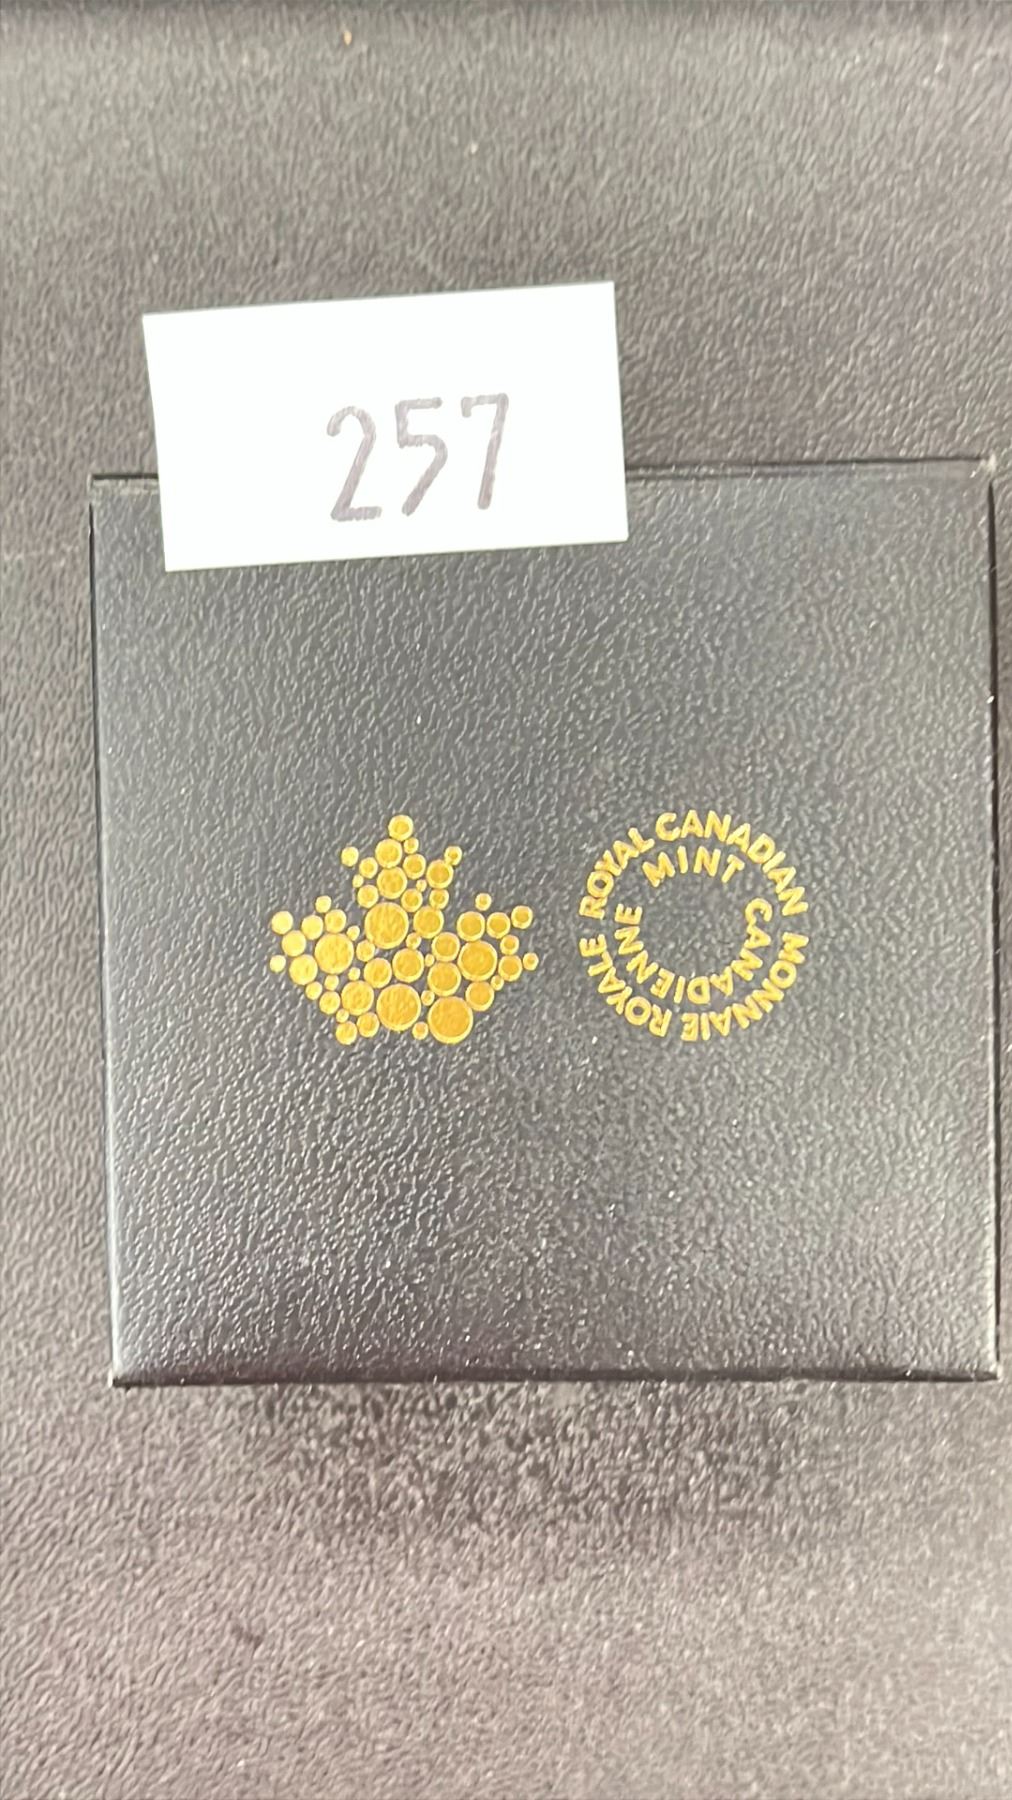 257
ROYAL CANADIAN MINT
MONNAIE ROYALE CANADIENNE